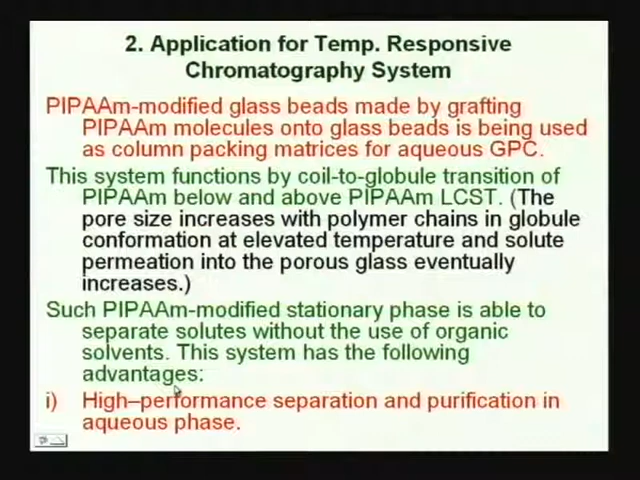 2. Application for Temp. Responsive
Chromatography System
PIPAAm-modified glass beads made by grafting
PIPAAm molecules onto glass beads is being used
as column packing matrices for aqueous GPC.
This system functions by coil-to-globule transition of
PIPAAm below and above PIPAAm LCST. (The
pore size increases with polymer chains in globule
conformation at elevated temperature and solute
permeation into the porous glass eventually
increases.)
Such PIPAAm-modified stationary phase is able to
separate solutes without the use of organic
solvents. This system has the following
advantages:
i) High–performance separation and purification in
aqueous phase.